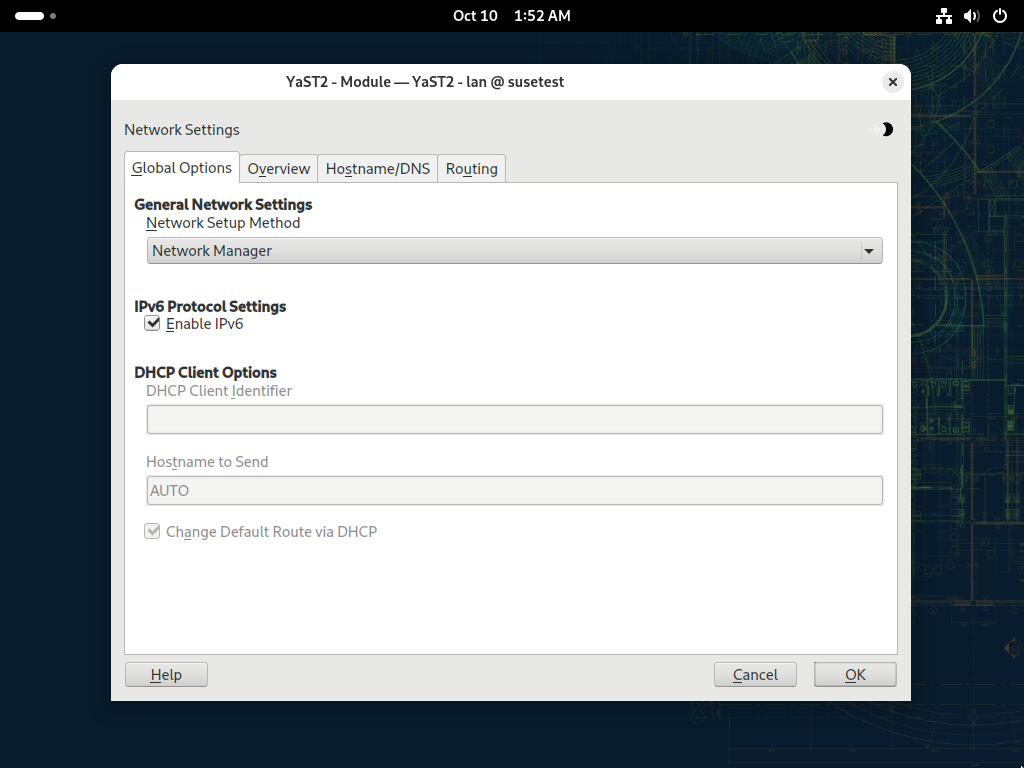 Oct 10 1:52 AM
YaST2 - Module — YaST2 - lan @ susetest
Network Settings
Global Options
Overview
Hostname/DNS
Routing
General Network Settings
Network Setup Method
Network Manager
IPv6 Protocol Settings
Enable IPv6
DHCP Client Options
DHCP Client Identifier
Hostname to Send
AUTO
Change Default Route via DHCP
Help
Cancel
OK